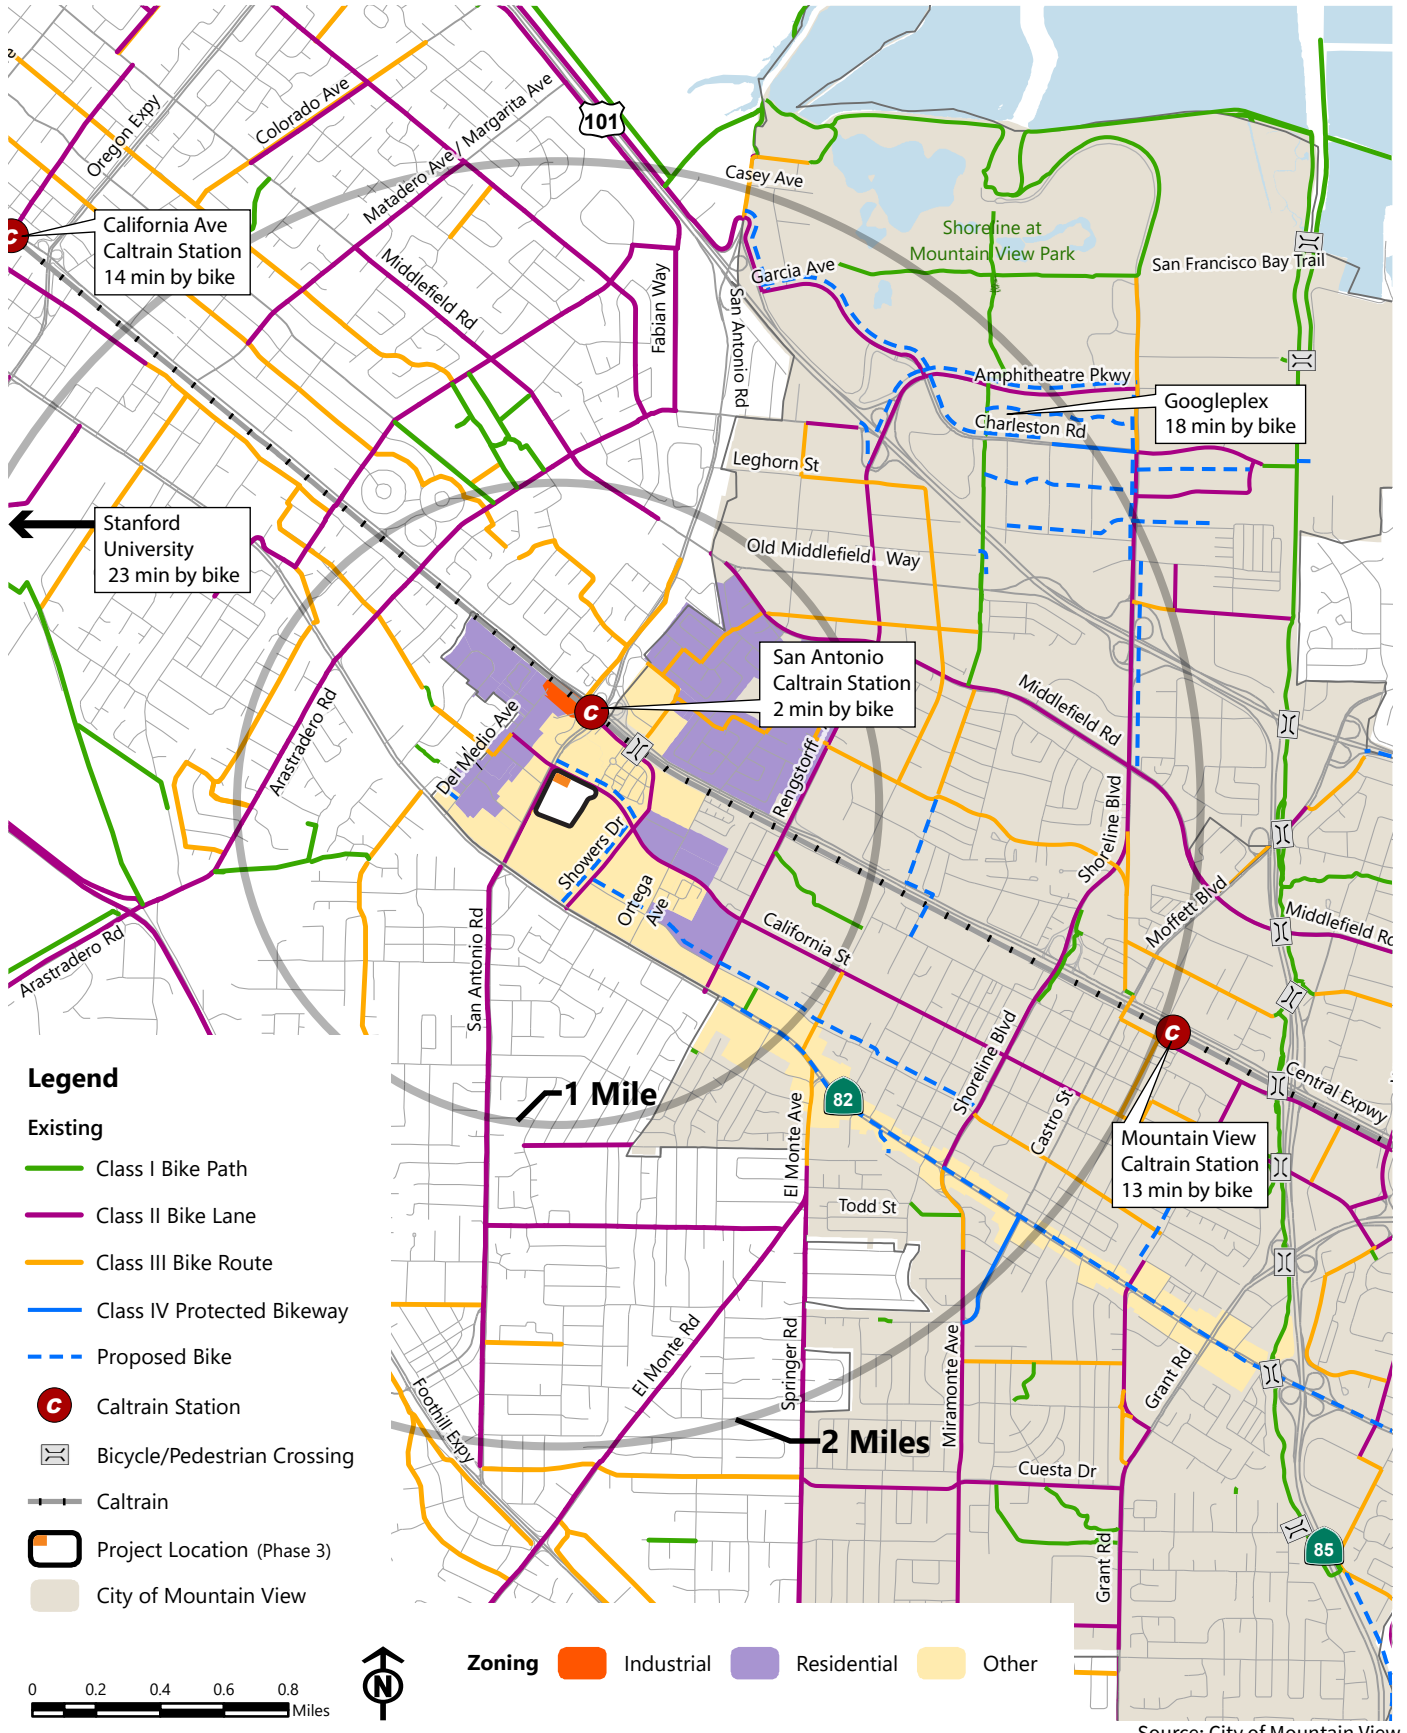 Oregon Expy
Colorado Ave
Matadero Ave / Margarita Ave
101
Casey Ave
California Ave
Caltrain Station
14 min by bike
C
Middlefield Rd
Fabian Way
San Antonio Rd
Garcia Ave
Shoreline at
Mountain View Park
San Francisco Bay Trail
Amphitheatre Pkwy
Googleplex
18 min by bike
Charleston Rd
Leghorn St
Stanford
University
23 min by bike
Old Middlefield Way
San Antonio
Caltrain Station
2 min by bike
C
Arastradero Rd
Del Medio Ave
Rengstorff
Middlefield Rd
Shoreline Blvd
Showers Dr
Ortega
Ave
Moffett Blvd
Middlefield Rd
California St
Arastradero Rd
San Antonio Rd
C
Shoreline Blvd
Central Expwy
Castro St
1 Mile
82
El Monte Ave
Mountain View
Caltrain Station
13 min by bike
Todd St
El Monte Rd
Springer Rd
Miramonte Ave
Grant Rd
Foothill Expy
2 Miles
Cuesta Dr
Grant Rd
85
Legend
Existing
Class I Bike Path
Class II Bike Lane
Class III Bike Route
Class IV Protected Bikeway
Proposed Bike
C Caltrain Station
Bicycle/Pedestrian Crossing
Caltrain
Project Location (Phase 3)
City of Mountain View
0 0.2 0.4 0.6 0.8
Miles
N
Zoning Industrial Residential Other
Source: City of Mountain View